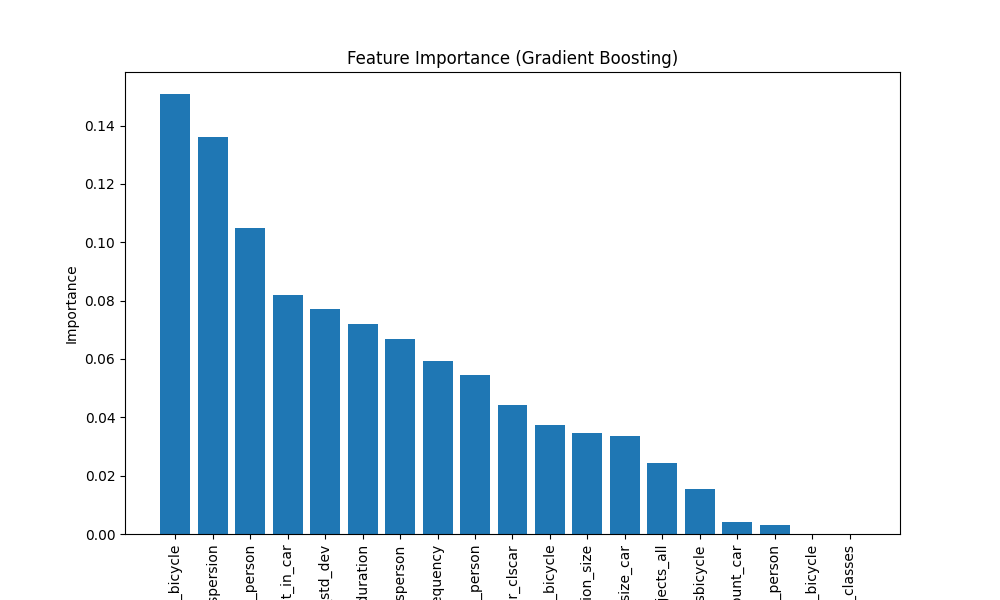 Feature Importance (Gradient Boosting)
Importance
0.14
0.12
0.10
0.08
0.06
0.04
0.02
0.00
_bicycle
spersion
_person
t_in_car
std_dev
duration
sperson
equency
_person
r_clscar
_bicycle
ion_size
size_car
jects_all
sbicycle
ount_car
_person
_bicycle
_classes